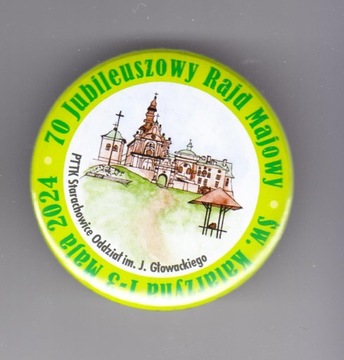 70 Jubileuszowy Rajd Majowy
Św. Katarzyna 1-3 Maja 2024
PTTK Starachowice Oddział im. J. Głowackiego